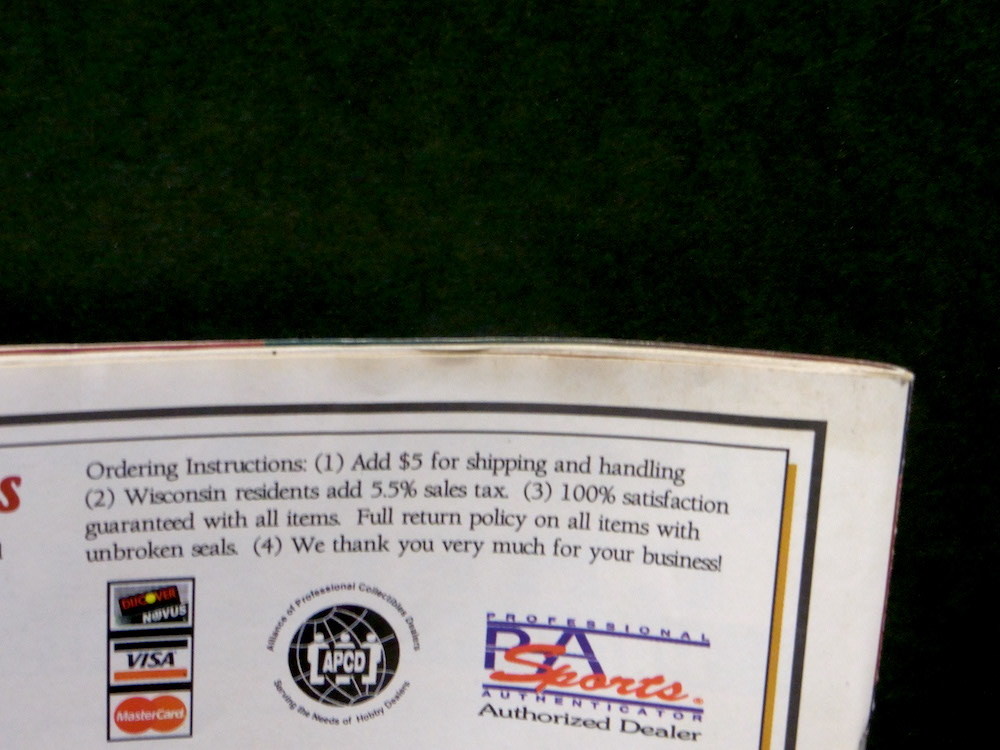 s
Ordering Instructions: (1) Add $5 for shipping and handling
(2) Wisconsin residents add 5.5% sales tax. (3) 100% satisfaction
guaranteed with all items. Full return policy on all items with
unbroken seals. (4) We thank you very much for your business!
DISCOVER
NOVUS
VISA
MasterCard
Alliance of Professional Collectibles Dealers
APCD
Serving the Needs of Hobby Dealers
PROFESSIONAL
Sports
AUTHENTICATOR
Authorized Dealer